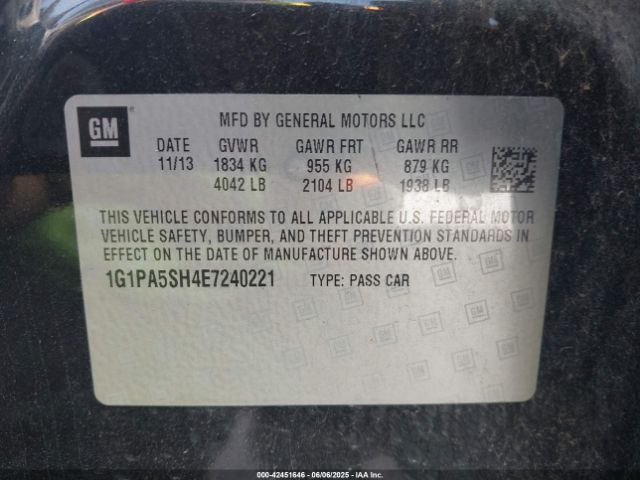 GM
MFD BY GENERAL MOTORS LLC
DATE GVWR GAWR FRT GAWR RR
11/13 1834 KG 955 KG 879 KG
4042 LB 2104 LB 1938 LB
THIS VEHICLE CONFORMS TO ALL APPLICABLE U.S. FEDERAL MOTOR
VEHICLE SAFETY, BUMPER, AND THEFT PREVENTION STANDARDS IN
EFFECT ON THE DATE OF MANUFACTURE SHOWN ABOVE.
1G1PA5SH4E7240221 TYPE: PASS CAR
000-42451646 - 06/06/2025 - IAA Inc.